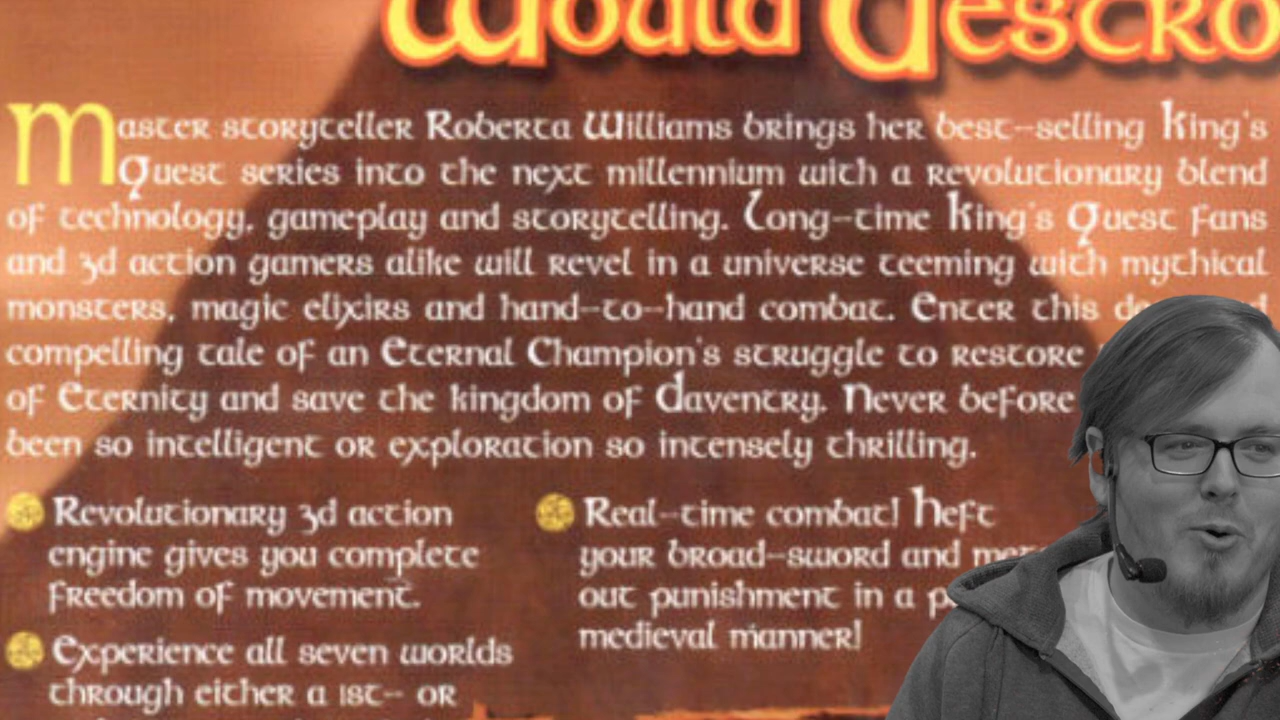 Would destro
Master storyteller Roberta Williams brings her best-selling King's
Quest series into the next millennium with a revolutionary blend
of technology, gameplay and storytelling. Long-time King's Quest fans
and 3d action gamers alike will revel in a universe teeming with mythical
monsters, magic elixirs and hand-to-hand combat. Enter this
compelling tale of an Eternal Champion's struggle to restore
of Eternity and save the kingdom of daventry. Never before
been so intelligent or exploration so intensely thrilling.
Revolutionary 3d action
engine gives you complete
freedom of movement.
Experience all seven worlds
through either a 1st- or
Real-time combat! Heft
your broad-sword and
out punishment in a
medieval manner!